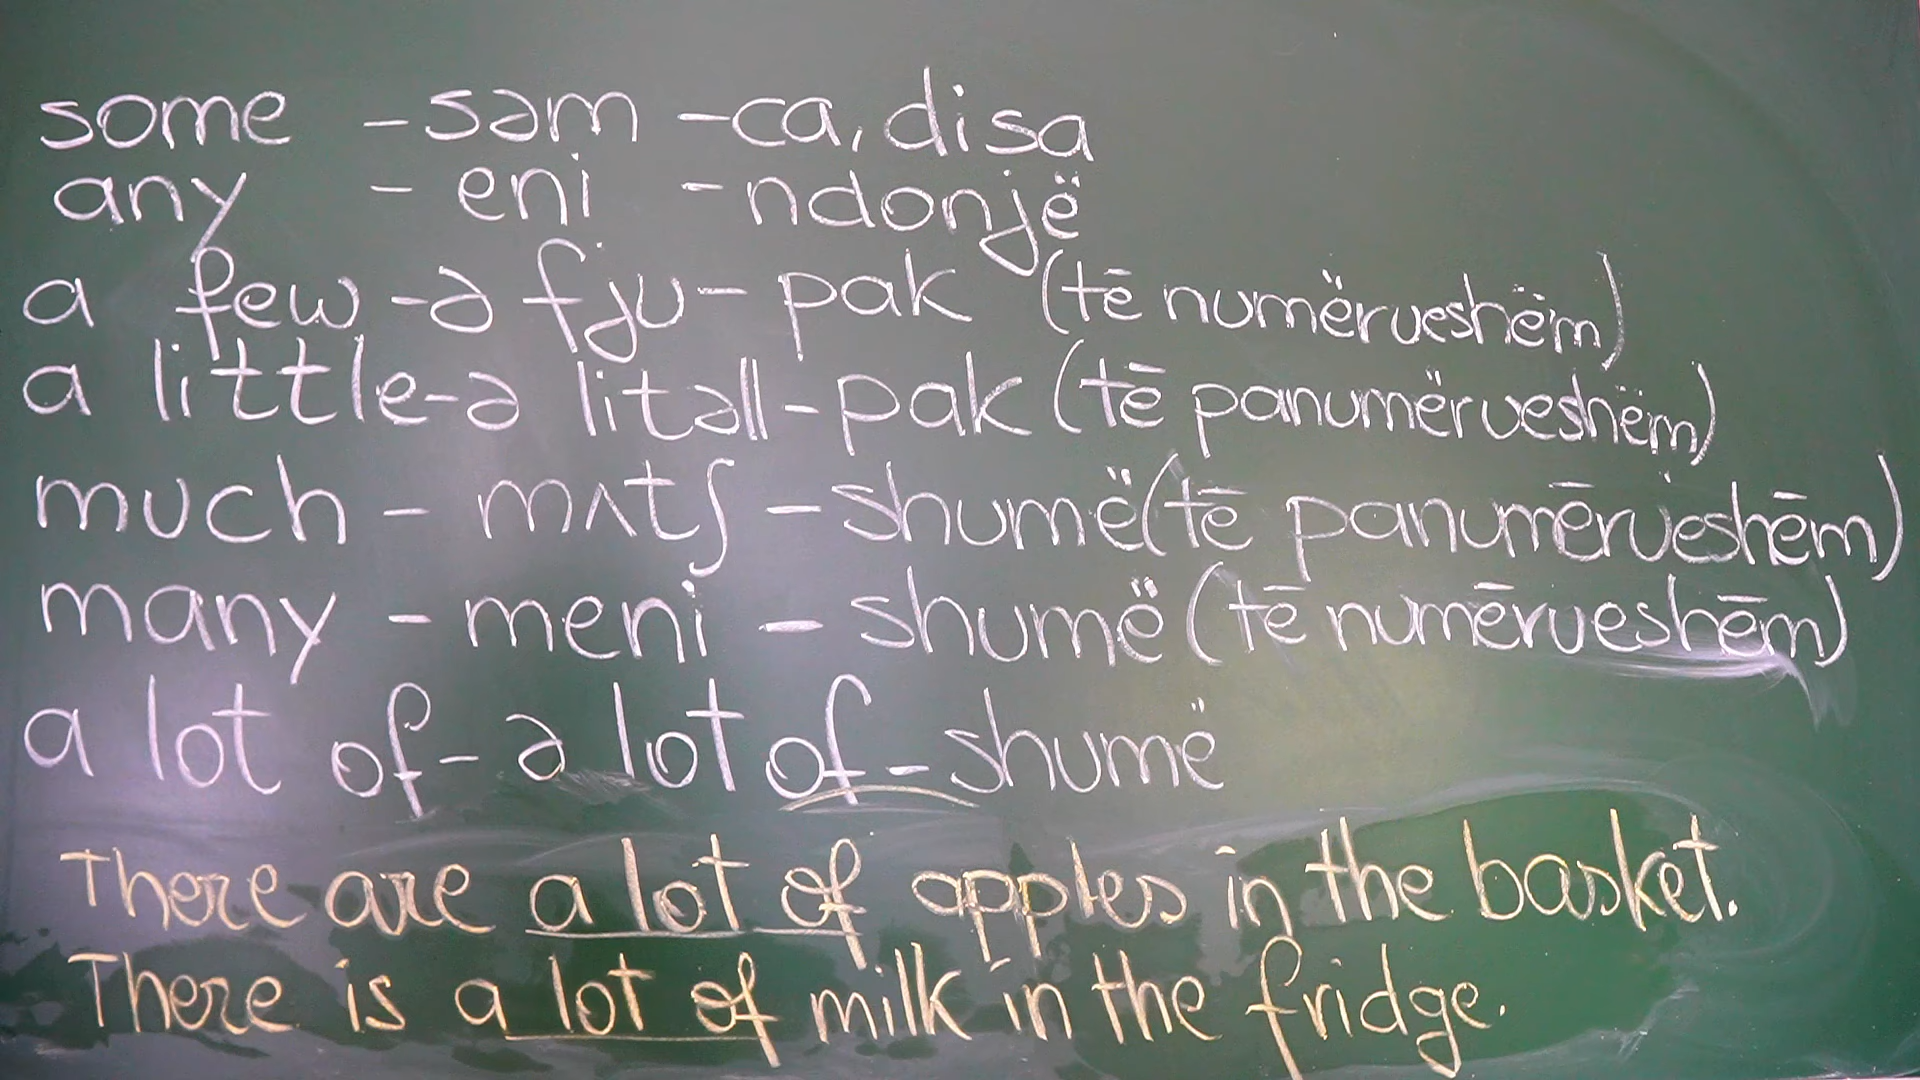 some - səm - ca, disa
any - eni - ndonjë
a few - ə fju - pak (të numërueshëm)
a little - ə litəll - pak (të panumërueshëm)
much - mʌtʃ - shumë (të panumërueshëm)
many - meni - shumë (të numërueshëm)
a lot of - ə lot of - shumë
There are a lot of apples in the basket.
There is a lot of milk in the fridge.